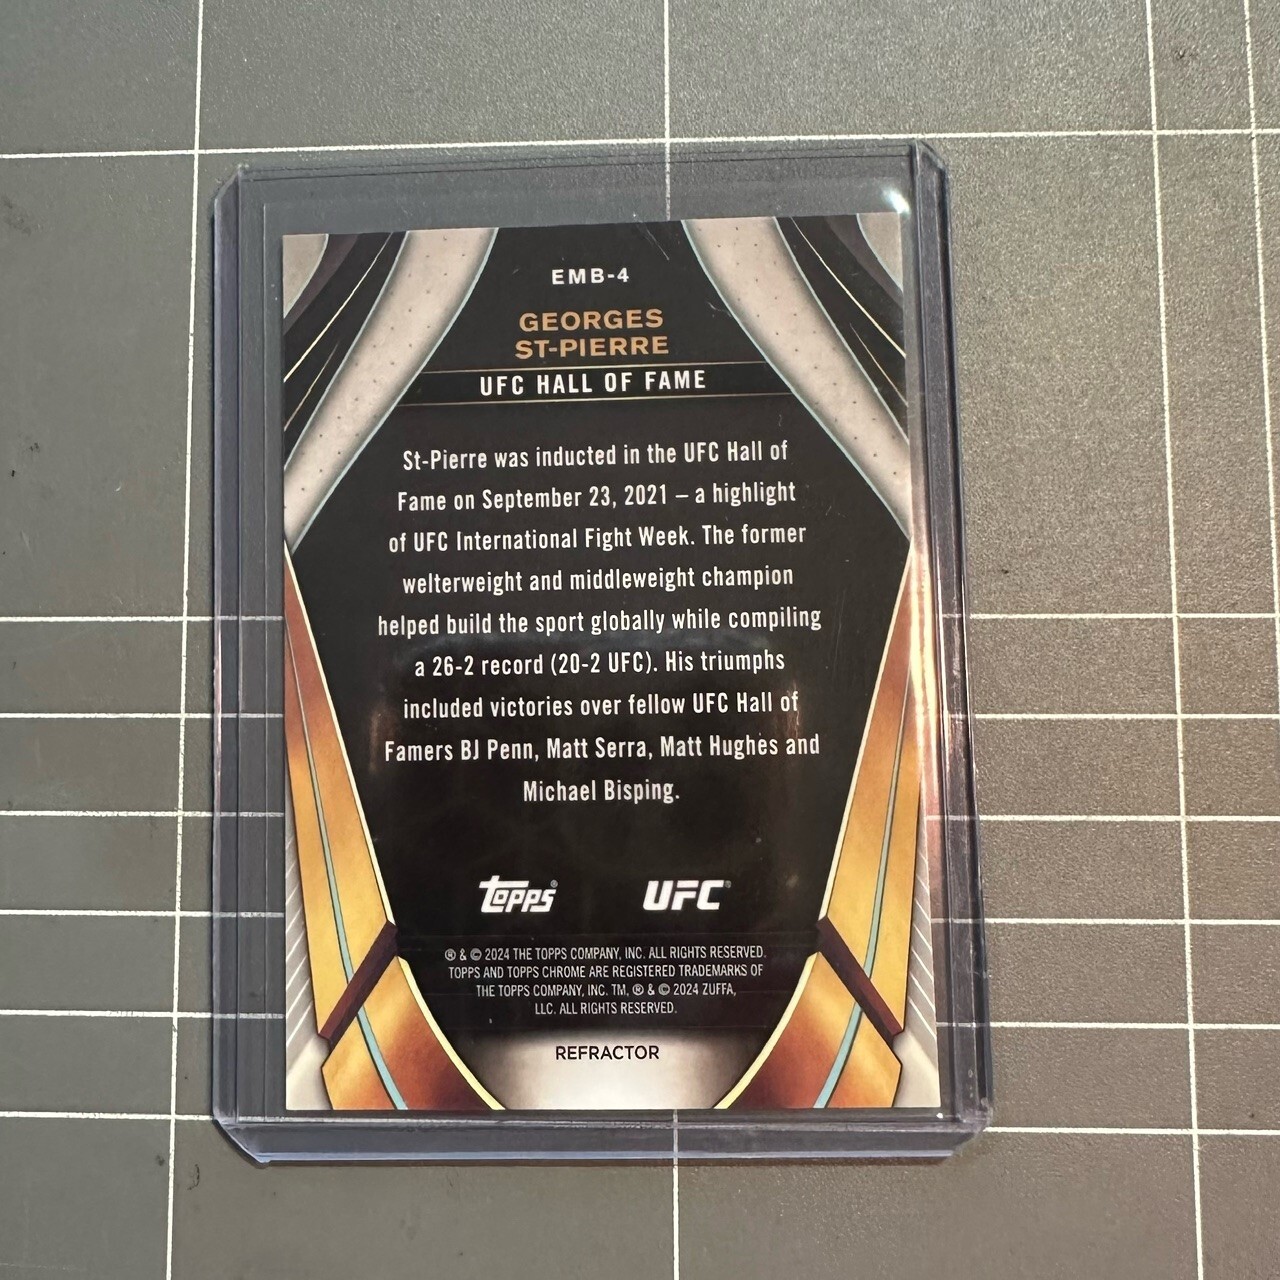 EMB-4
GEORGES
ST-PIERRE
UFC HALL OF FAME
St-Pierre was inducted in the UFC Hall of
Fame on September 23, 2021 – a highlight
of UFC International Fight Week. The former
welterweight and middleweight champion
helped build the sport globally while compiling
a 26-2 record (20-2 UFC). His triumphs
included victories over fellow UFC Hall of
Famers BJ Penn, Matt Serra, Matt Hughes and
Michael Bisping.
topps® UFC®
® & © 2024 THE TOPPS COMPANY, INC. ALL RIGHTS RESERVED.
TOPPS AND TOPPS CHROME ARE REGISTERED TRADEMARKS OF
THE TOPPS COMPANY, INC. TM, ® & © 2024 ZUFFA,
LLC. ALL RIGHTS RESERVED.
REFRACTOR